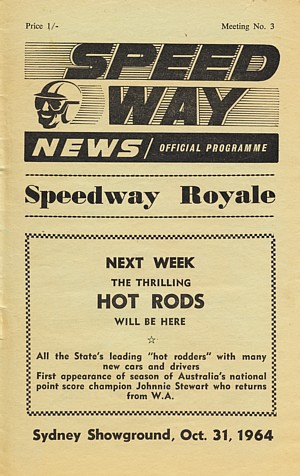 Price 1/-
Meeting No. 3
SPEED
WAY
NEWS / OFFICIAL PROGRAMME
Speedway Royale
NEXT WEEK
THE THRILLING
HOT RODS
WILL BE HERE
☆
All the State's leading "hot rodders" with many
new cars and drivers
First appearance of season of Australia's national
point score champion Johnnie Stewart who returns
from W.A.
Sydney Showground, Oct. 31, 1964